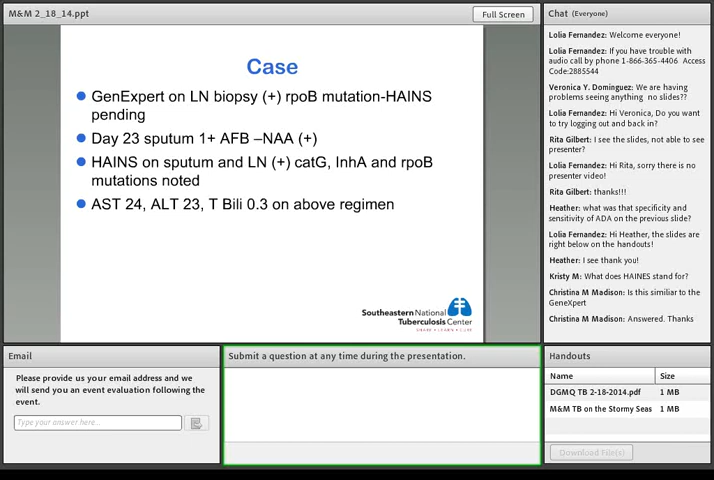 M&M 2_18_14.ppt
Full Screen
Case
GenExpert on LN biopsy (+) rpoB mutation-HAINS
pending
Day 23 sputum 1+ AFB –NAA (+)
HAINS on sputum and LN (+) catG, InhA and rpoB
mutations noted
AST 24, ALT 23, T Bili 0.3 on above regimen
Southeastern National
Tuberculosis Center
Chat (Everyone)
Lolia Fernandez: Welcome everyone!
Lolia Fernandez: If you have trouble with
audio call by phone 1-866-365-4406 Access
Code:2885544
Veronica Y. Dominguez: We are having
problems seeing anything no slides??
Lolia Fernandez: Hi Veronica, Do you want
to try logging out and back in?
Rita Gilbert: I see the slides, not able to see
presenter?
Lolia Fernandez: Hi Rita, sorry there is no
presenter video!
Rita Gilbert: thanks!!!
Heather: what was that specificity and
sensitivity of ADA on the previous slide?
Lolia Fernandez: Hi Heather, the slides are
right below on the handouts!
Heather: I see thank you!
Kristy M: What does HAINES stand for?
Christina M Madison: Is this similiar to the
GeneXpert
Christina M Madison: Answered. Thanks
Email
Please provide us your email address and we
will send you an event evaluation following the
event.
Type your answer here...
Submit a question at any time during the presentation.
Handouts
Name Size
DGMQ TB 2-18-2014.pdf 1 MB
M&M TB on the Stormy Seas 1 MB
Download File(s)